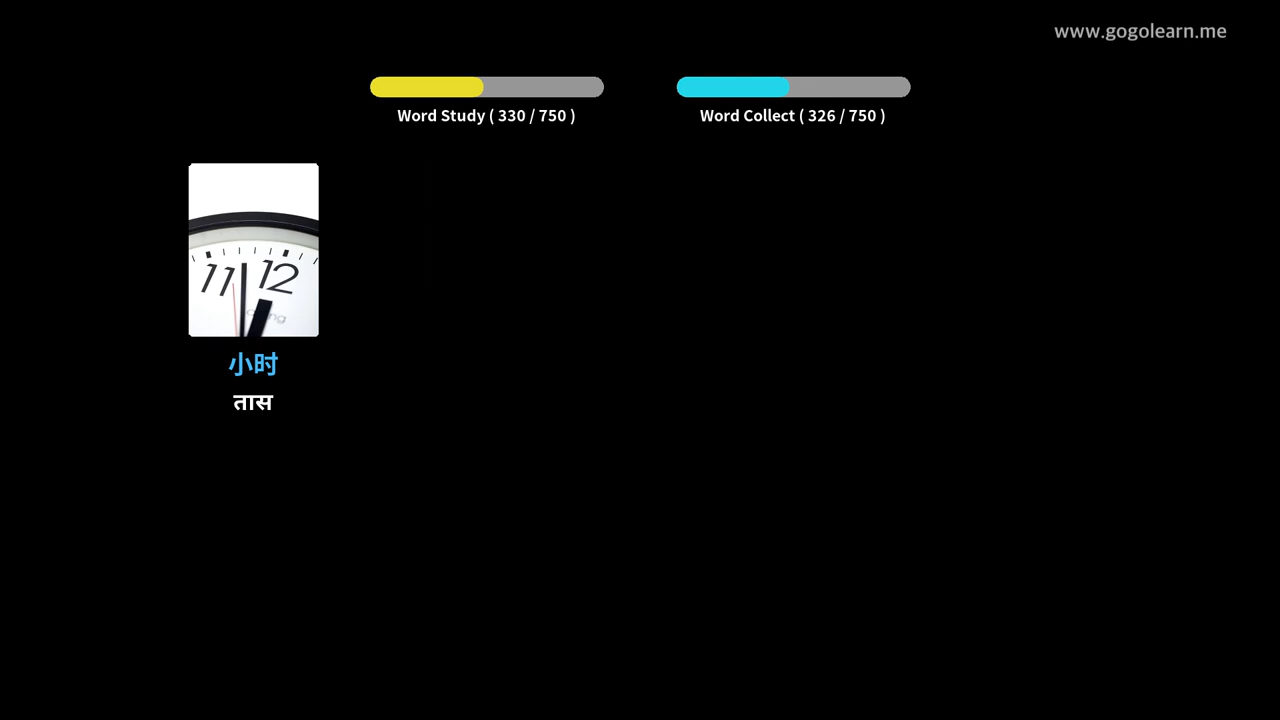 www.gogolearn.me
Word Study ( 330 / 750 )
Word Collect ( 326 / 750 )
11 12
小时
तास